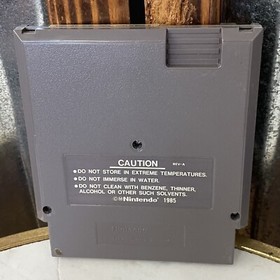 CAUTION
REV-A
•DO NOT STORE IN EXTREME TEMPERATURES.
•DO NOT IMMERSE IN WATER.
•DO NOT CLEAN WITH BENZENE, THINNER,
ALCOHOL OR OTHER SUCH SOLVENTS.
©Nintendo® 1985